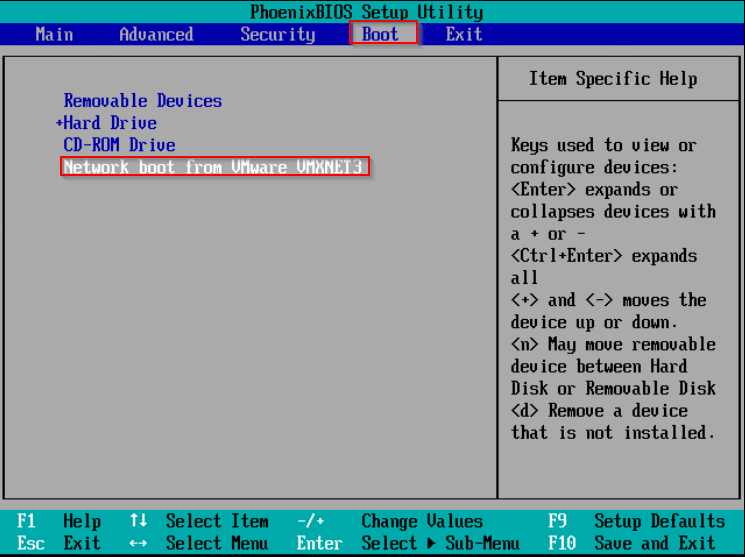 PhoenixBIOS Setup Utility
Main Advanced Security Boot Exit
Item Specific Help
Removable Devices
+Hard Drive
CD-ROM Drive
Network boot from VMware VMXNET3
Keys used to view or
configure devices:
<Enter> expands or
collapses devices with
a + or -
<Ctrl+Enter> expands
all
<+> and <-> moves the
device up or down.
<n> May move removable
device between Hard
Disk or Removable Disk
<d> Remove a device
that is not installed.
F1 Help ↑↓ Select Item -/+ Change Values F9 Setup Defaults
Esc Exit ↔ Select Menu Enter Select ▶ Sub-Menu F10 Save and Exit